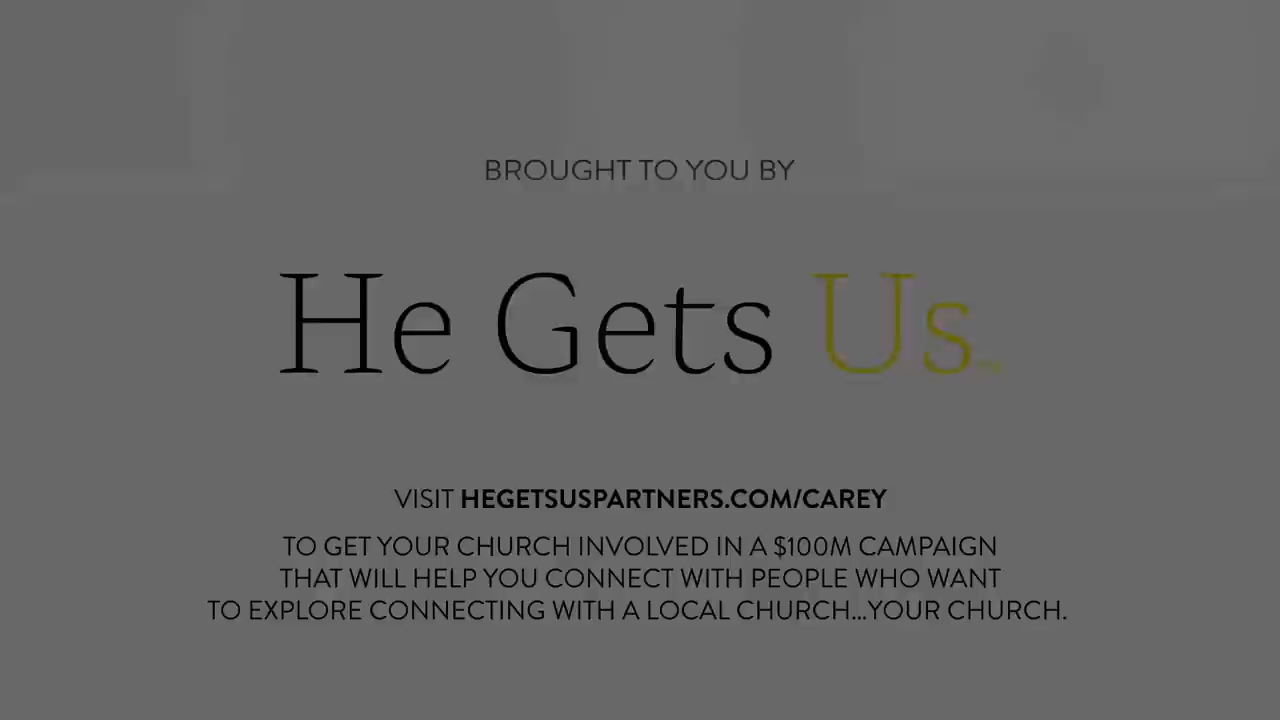 BROUGHT TO YOU BY
He Gets Us™
VISIT HEGETSUSPARTNERS.COM/CAREY
TO GET YOUR CHURCH INVOLVED IN A $100M CAMPAIGN
THAT WILL HELP YOU CONNECT WITH PEOPLE WHO WANT
TO EXPLORE CONNECTING WITH A LOCAL CHURCH...YOUR CHURCH.